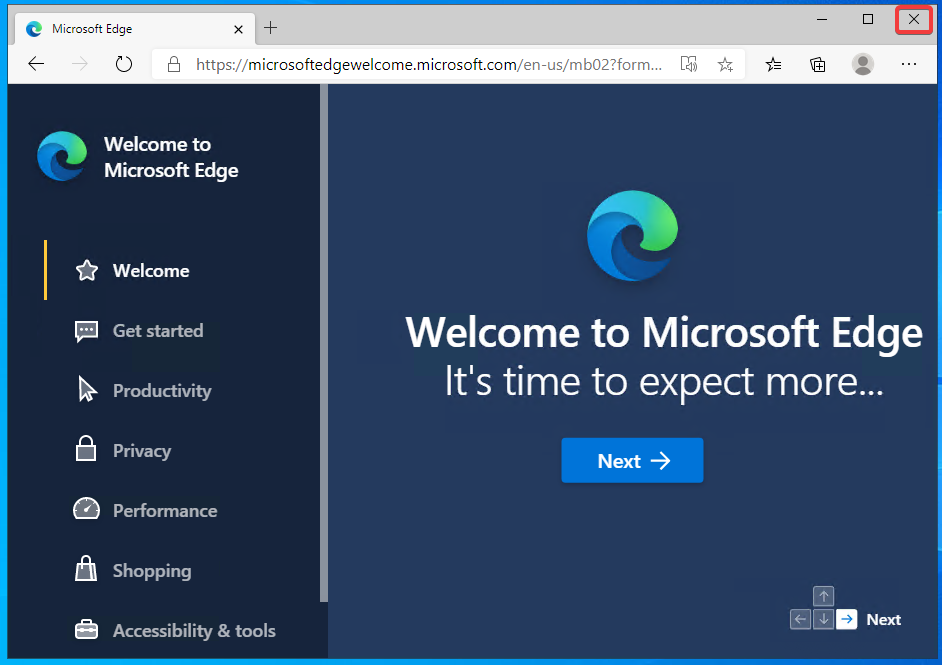 Microsoft Edge
https://microsoftedgewelcome.microsoft.com/en-us/mb02?form...
Welcome to
Microsoft Edge
Welcome
Get started
Productivity
Privacy
Performance
Shopping
Accessibility & tools
Welcome to Microsoft Edge
It's time to expect more...
Next
Next